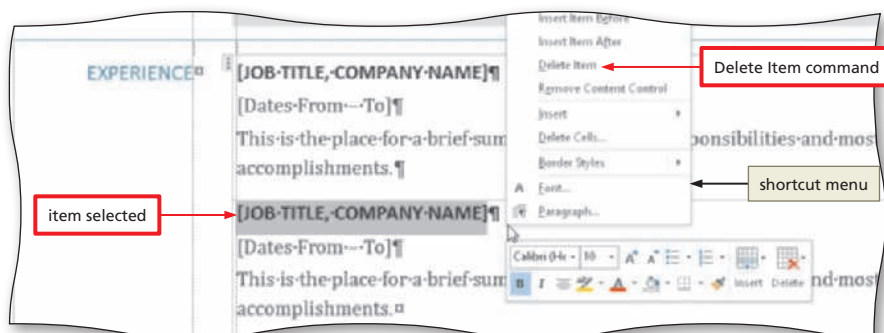 Insert Item Before
Insert Item After
Delete Item
Delete Item command
Remove Content Control
Insert
Delete Cells...
Border Styles
Font...
shortcut menu
Paragraph...
EXPERIENCE¤
[JOB·TITLE,·COMPANY·NAME]¶
[Dates·From·–·To]¶
This·is·the·place·for·a·brief·sum
ponsibilities·and·most
accomplishments.¶
item selected
[JOB·TITLE,·COMPANY·NAME]¶
[Dates·From·–·To]¶
This·is·the·place·for·a·brief·sum
nd·most
accomplishments.¤
Calibri (He
10
A A
B I
A
Insert Delete